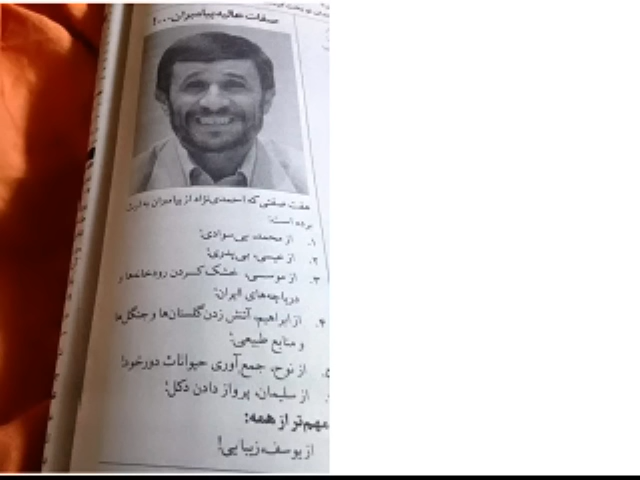 صفات عالیه پیامبران...!
هفت صفتی که احمدی‌نژاد از پیامبران به ارث
برده است:
۱. از محمد، بی‌سوادی؛
۲. از عیسی، بی‌پدری؛
۳. از موسی، خشک کردن رودخانه‌ها و
دریاچه‌های ایران؛
۴. از ابراهیم، آتش زدن گلستان‌ها و جنگل‌ها
و منابع طبیعی؛
۵. از نوح، جمع‌آوری حیوانات دور خود؛
از سلیمان، پرواز دادن دکل؛
مهم‌تر از همه:
از یوسف، زیبایی!